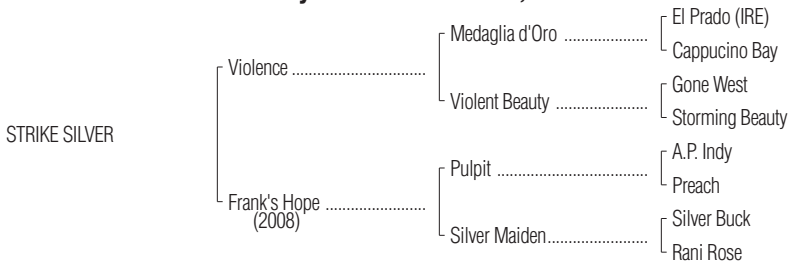 El Prado (IRE)
Medaglia d'Oro ....................
Cappucino Bay
Violence ................................
Gone West
Violent Beauty ......................
Storming Beauty
STRIKE SILVER
A.P. Indy
Pulpit ...................................
Preach
Frank's Hope ........................
(2008)
Silver Buck
Silver Maiden........................
Rani Rose